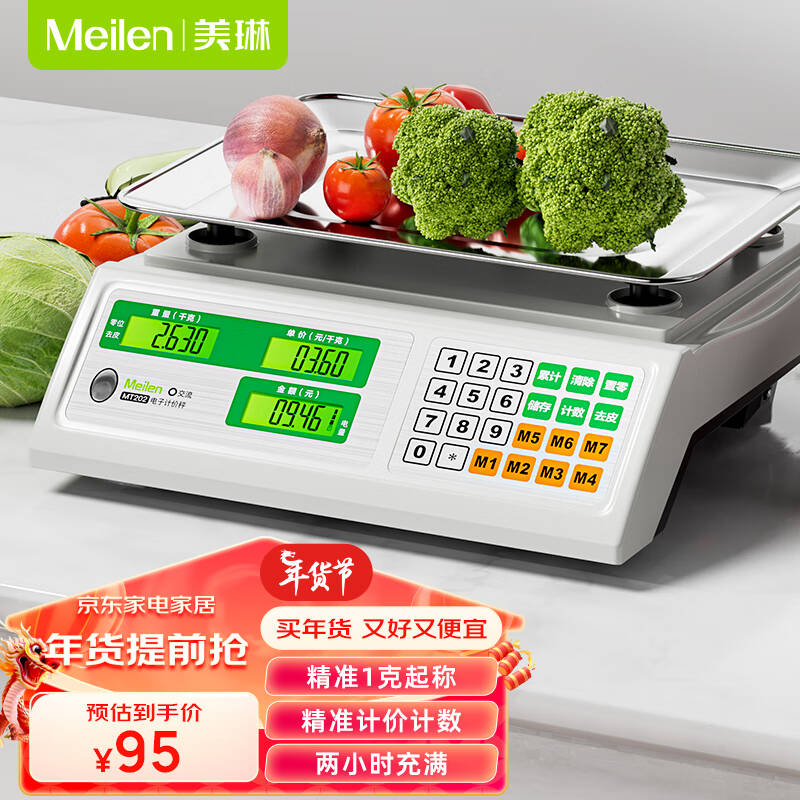 Meilen|美琳
重量(千克)
零位
去皮
2.630
单价(元/千克)
03.60
Meilen
交流
MT202 电子计价秤
金额(元)
09.46
电量
1 2 3 累计 清除 置零
4 5 6 储存 计数 去皮
7 8 9 M5 M6 M7
0 * M1 M2 M3 M4
年货节
京东家电家居
年货提前抢
买年货 又好又便宜
精准1克起称
预估到手价
¥95
精准计价计数
两小时充满